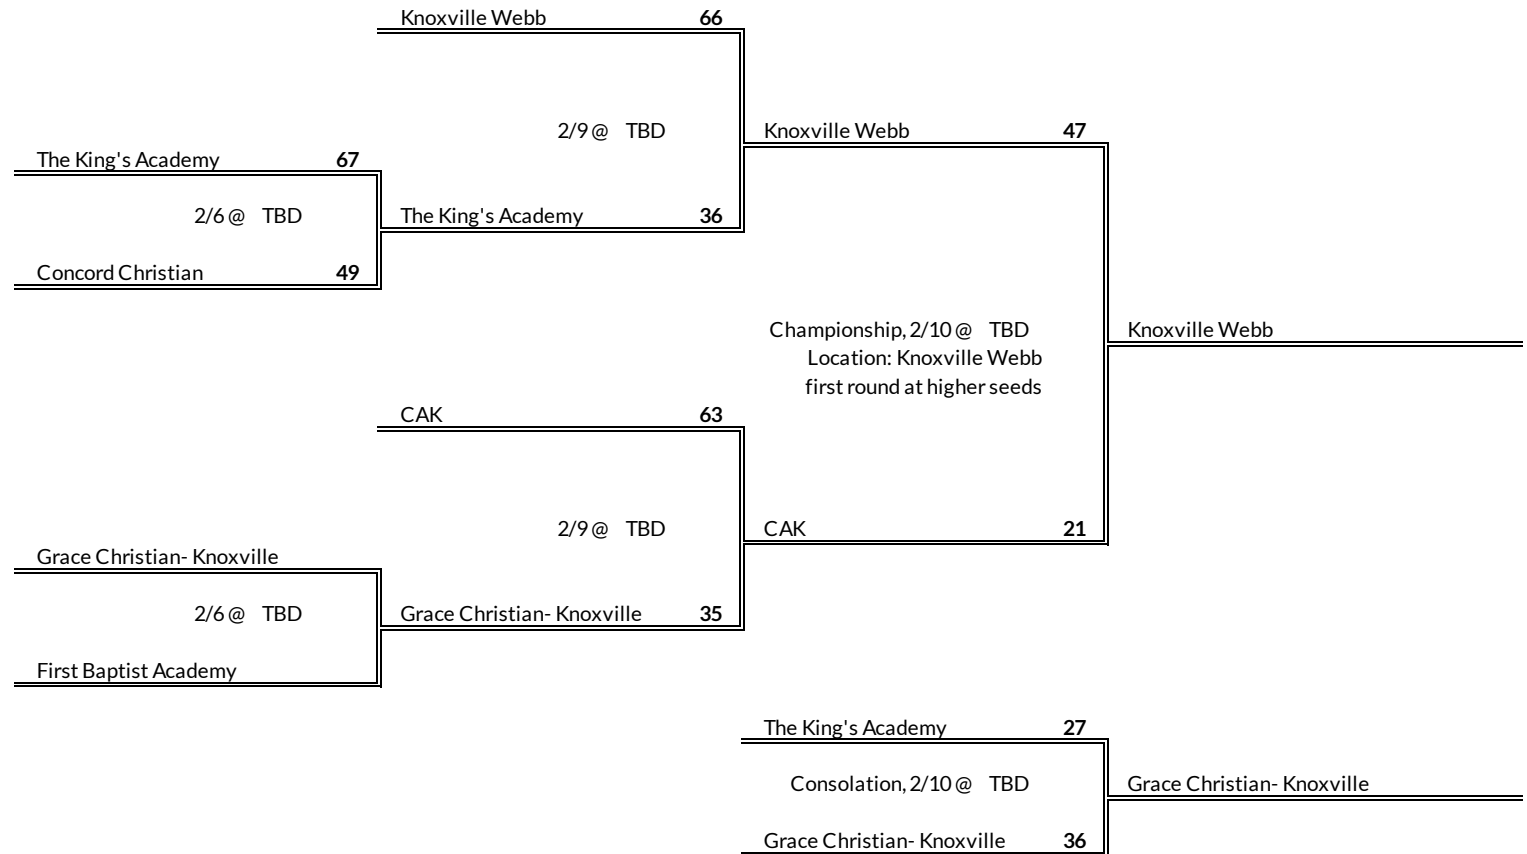 Knoxville Webb 66
2/9 @ TBD
Knoxville Webb 47
The King's Academy 67
2/6 @ TBD
The King's Academy 36
Concord Christian 49
Championship, 2/10 @ TBD
Knoxville Webb
Location: Knoxville Webb
first round at higher seeds
CAK 63
2/9 @ TBD
CAK 21
Grace Christian- Knoxville
2/6 @ TBD
Grace Christian- Knoxville 35
First Baptist Academy
The King's Academy 27
Consolation, 2/10 @ TBD
Grace Christian- Knoxville
Grace Christian- Knoxville 36